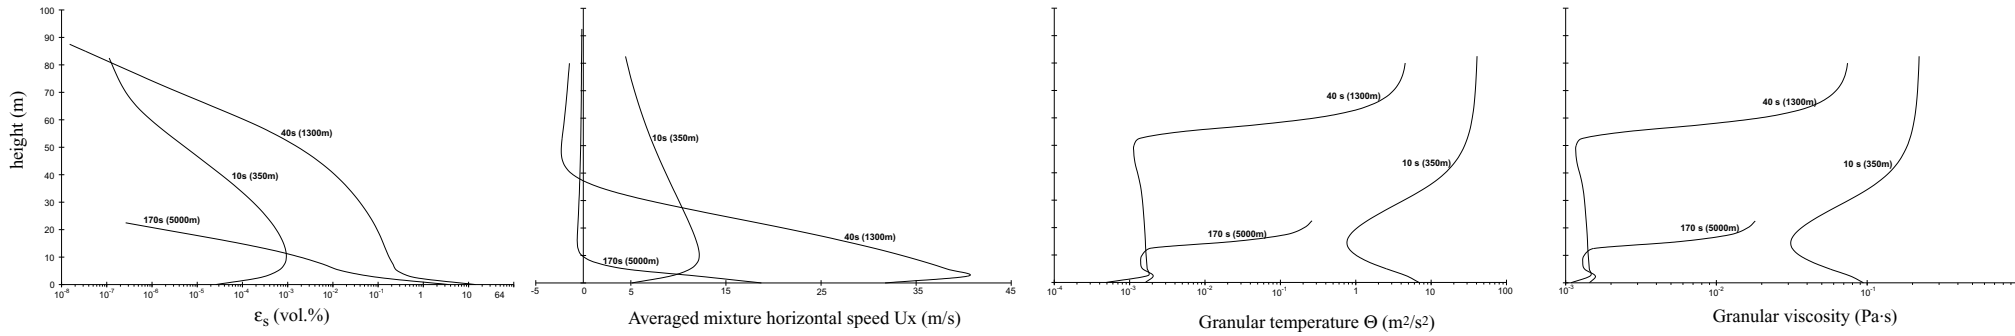 100
90
80
70
60
50
40
30
20
10
0
height (m)
40s (1300m)
10s (350m)
170s (5000m)
10-8 10-7 10-6 10-5 10-4 10-3 10-2 10-1 1 10 64
εs (vol.%)
10s (350m)
40s (1300m)
170s (5000m)
-5 0 5 15 25 35 45
Averaged mixture horizontal speed Ux (m/s)
40 s (1300m)
10 s (350m)
170 s (5000m)
10-4 10-3 10-2 10-1 1 10 100
Granular temperature Θ (m2/s2)
40 s (1300m)
10 s (350m)
170 s (5000m)
10-3 10-2 10-1
Granular viscosity (Pa·s)